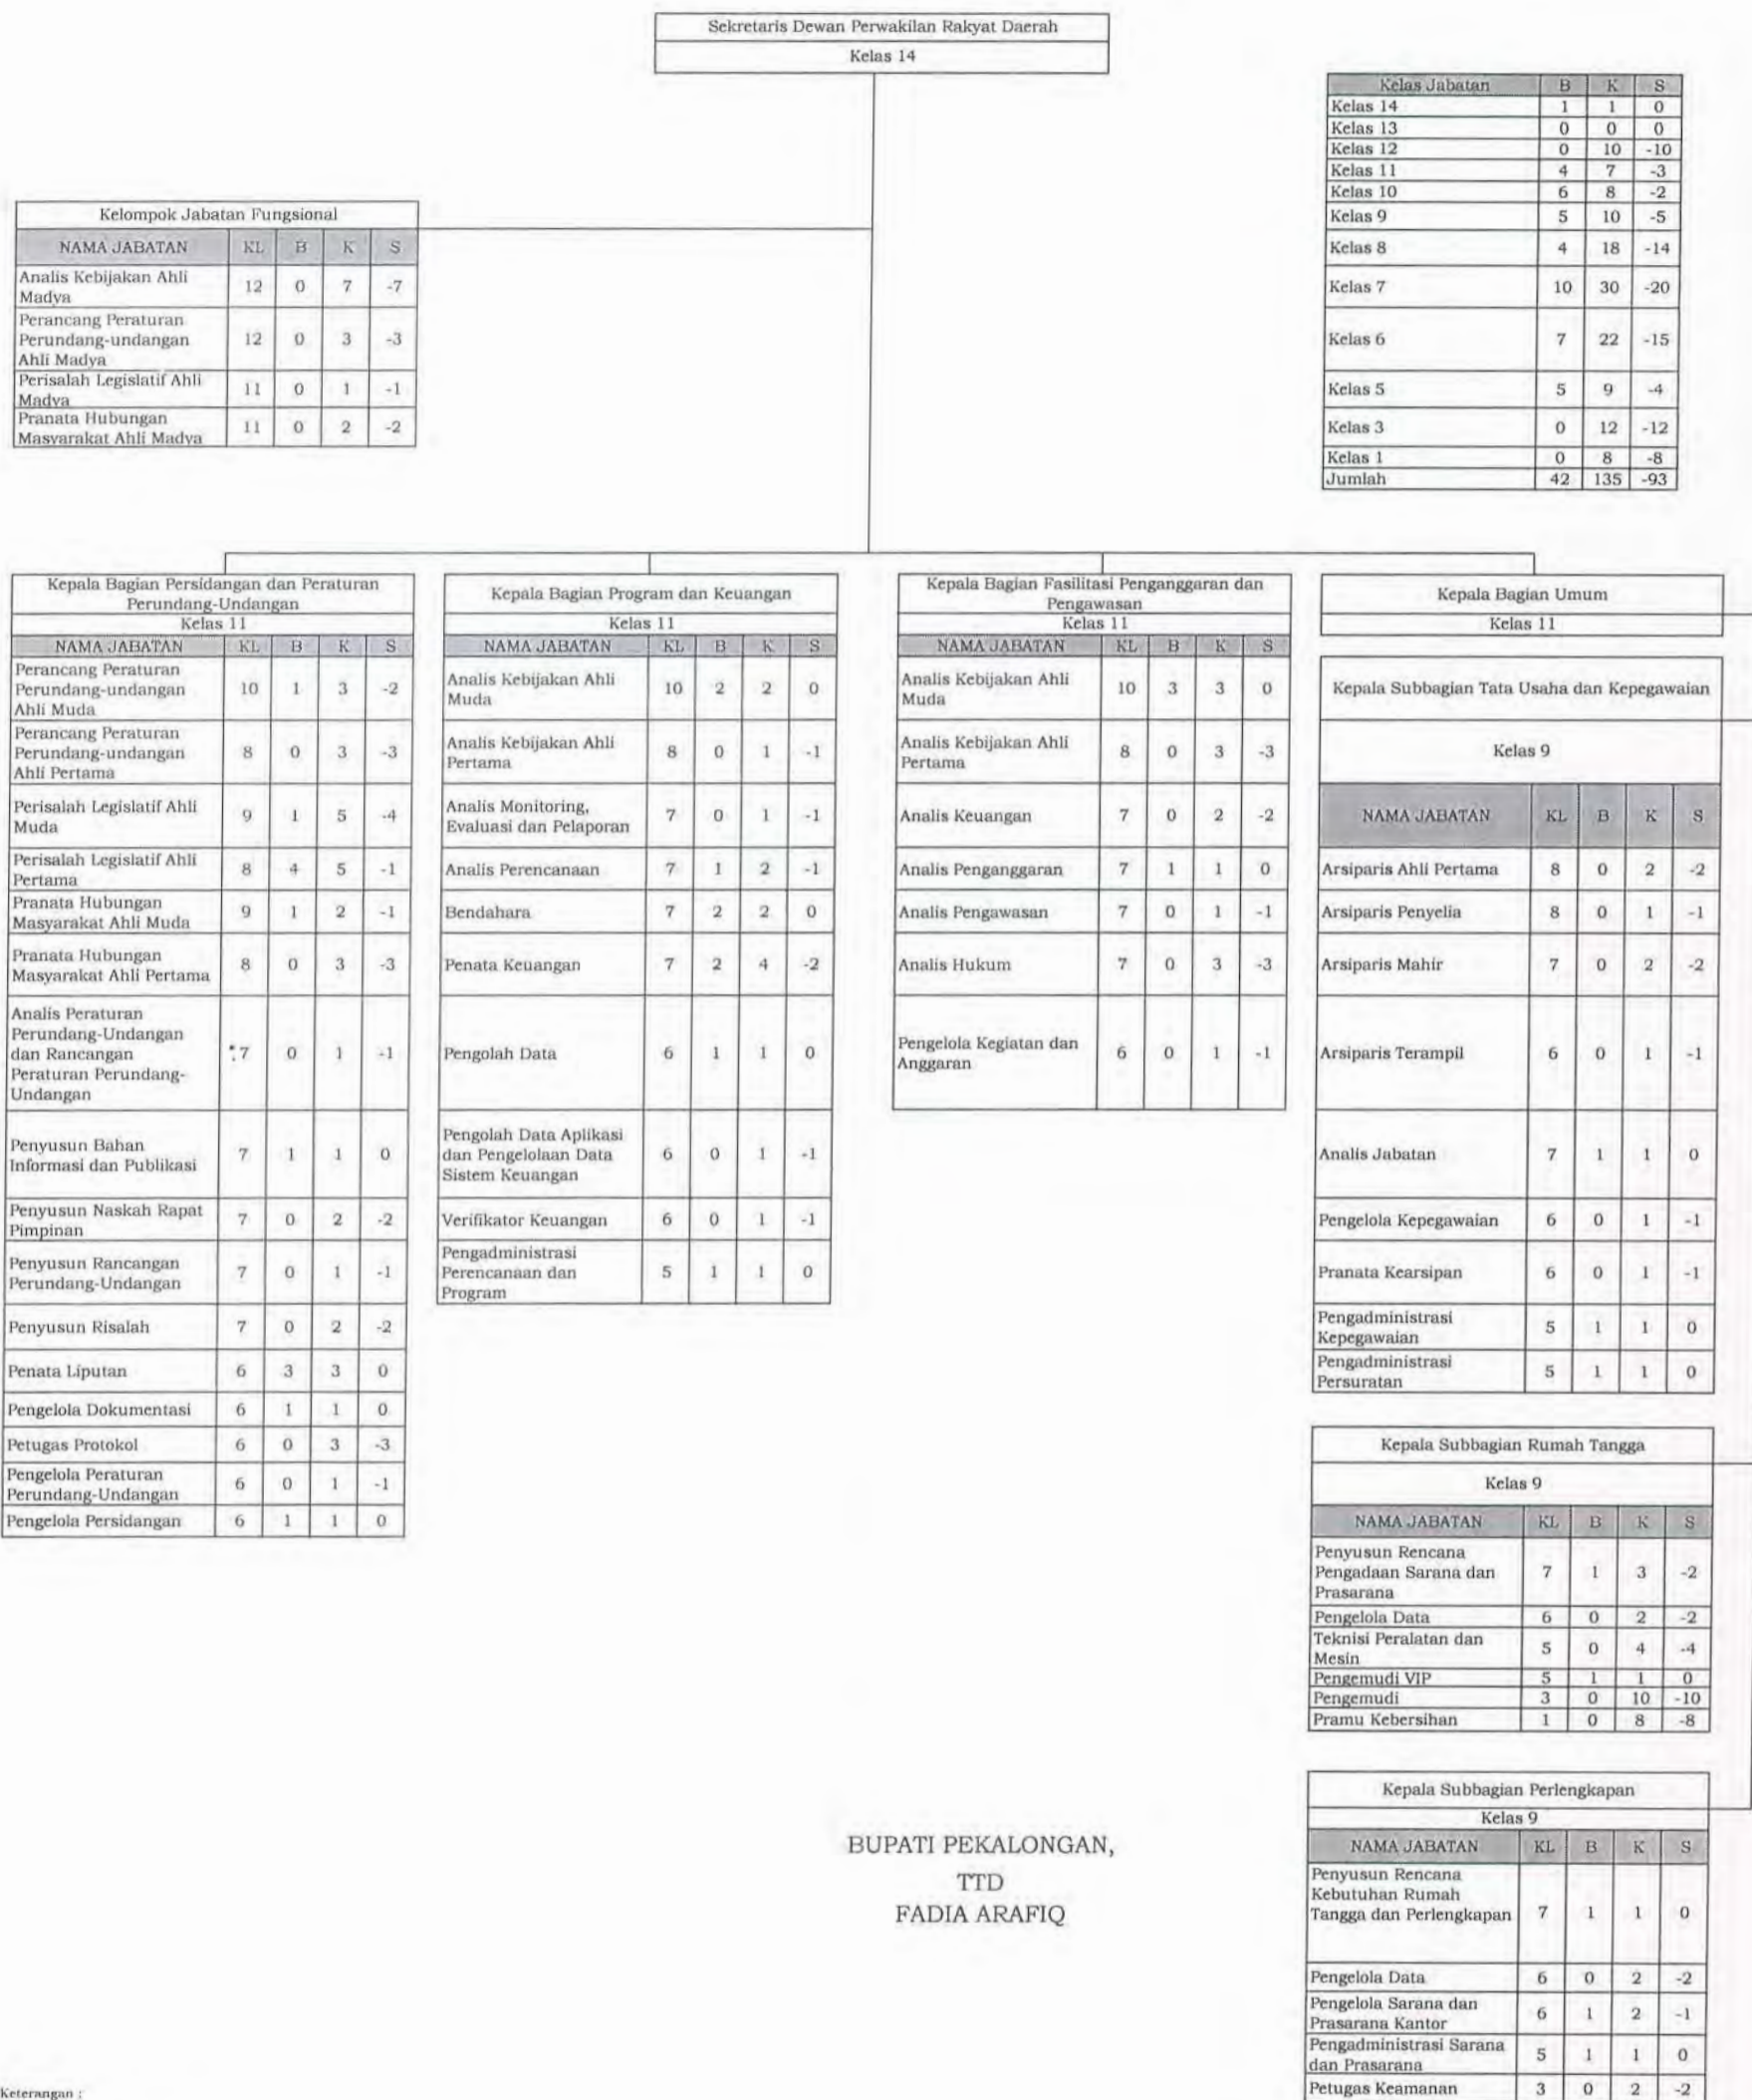 Sekretaris Dewan Perwakilan Rakyat Daerah
Kelas 14
Kelas Jabatan B K S
Kelas 14 1 1 0
Kelas 13 0 0 0
Kelas 12 0 10 -10
Kelas 11 4 7 -3
Kelas 10 6 8 -2
Kelas 9 5 10 -5
Kelas 8 4 18 -14
Kelas 7 10 30 -20
Kelas 6 7 22 -15
Kelas 5 5 9 -4
Kelas 3 0 12 -12
Kelas 1 0 8 -8
Jumlah 42 135 -93
Kelompok Jabatan Fungsional
NAMA JABATAN KL B K S
Analis Kebijakan Ahli
Madya 12 0 7 -7
Perancang Peraturan
Perundang-undangan 12 0 3 -3
Ahli Madya
Perisalah Legislatif Ahli
Madya 11 0 1 -1
Pranata Hubungan
Masyarakat Ahli Madya 11 0 2 -2
Kepala Bagian Persidangan dan Peraturan
Perundang-Undangan
Kelas 11
NAMA JABATAN KL B K S
Perancang Peraturan
Perundang-undangan 10 1 3 -2
Ahli Muda
Perancang Peraturan
Perundang-undangan 8 0 3 -3
Ahli Pertama
Perisalah Legislatif Ahli
Muda 9 1 5 -4
Perisalah Legislatif Ahli
Pertama 8 4 5 -1
Pranata Hubungan
Masyarakat Ahli Muda 9 1 2 -1
Pranata Hubungan
Masyarakat Ahli Pertama 8 0 3 -3
Analis Peraturan
Perundang-Undangan
dan Rancangan 7 0 1 -1
Peraturan Perundang-
Undangan
Penyusun Bahan
Informasi dan Publikasi 7 1 1 0
Penyusun Naskah Rapat
Pimpinan 7 0 2 -2
Penyusun Rancangan
Perundang-Undangan 7 0 1 -1
Penyusun Risalah 7 0 2 -2
Penata Liputan 6 3 3 0
Pengelola Dokumentasi 6 1 1 0
Petugas Protokol 6 0 3 -3
Pengelola Peraturan
Perundang-Undangan 6 0 1 -1
Pengelola Persidangan 6 1 1 0
Kepala Bagian Program dan Keuangan
Kelas 11
NAMA JABATAN KL B K S
Analis Kebijakan Ahli
Muda 10 2 2 0
Analis Kebijakan Ahli
Pertama 8 0 1 -1
Analis Monitoring,
Evaluasi dan Pelaporan 7 0 1 -1
Analis Perencanaan 7 1 2 -1
Bendahara 7 2 2 0
Penata Keuangan 7 2 4 -2
Pengolah Data 6 1 1 0
Pengolah Data Aplikasi
dan Pengelolaan Data 6 0 1 -1
Sistem Keuangan
Verifikator Keuangan 6 0 1 -1
Pengadministrasi
Perencanaan dan 5 1 1 0
Program
Kepala Bagian Fasilitasi Penganggaran dan
Pengawasan
Kelas 11
NAMA JABATAN KL B K S
Analis Kebijakan Ahli
Muda 10 3 3 0
Analis Kebijakan Ahli
Pertama 8 0 3 -3
Analis Keuangan 7 0 2 -2
Analis Penganggaran 7 1 1 0
Analis Pengawasan 7 0 1 -1
Analis Hukum 7 0 3 -3
Pengelola Kegiatan dan
Anggaran 6 0 1 -1
Kepala Bagian Umum
Kelas 11
Kepala Subbagian Tata Usaha dan Kepegawaian
Kelas 9
NAMA JABATAN KL B K S
Arsiparis Ahli Pertama 8 0 2 -2
Arsiparis Penyelia 8 0 1 -1
Arsiparis Mahir 7 0 2 -2
Arsiparis Terampil 6 0 1 -1
Analis Jabatan 7 1 1 0
Pengelola Kepegawaian 6 0 1 -1
Pranata Kearsipan 6 0 1 -1
Pengadministrasi
Kepegawaian 5 1 1 0
Pengadministrasi
Persuratan 5 1 1 0
Kepala Subbagian Rumah Tangga
Kelas 9
NAMA JABATAN KL B K S
Penyusun Rencana
Pengadaan Sarana dan 7 1 3 -2
Prasarana
Pengelola Data 6 0 2 -2
Teknisi Peralatan dan
Mesin 5 0 4 -4
Pengemudi VIP 5 1 1 0
Pengemudi 3 0 10 -10
Pramu Kebersihan 1 0 8 -8
Kepala Subbagian Perlengkapan
Kelas 9
NAMA JABATAN KL B K S
Penyusun Rencana
Kebutuhan Rumah
Tangga dan Perlengkapan 7 1 1 0
Pengelola Data 6 0 2 -2
Pengelola Sarana dan
Prasarana Kantor 6 1 2 -1
Pengadministrasi Sarana
dan Prasarana 5 1 1 0
Petugas Keamanan 3 0 2 -2
BUPATI PEKALONGAN,
TTD
FADIA ARAFIQ
Keterangan :